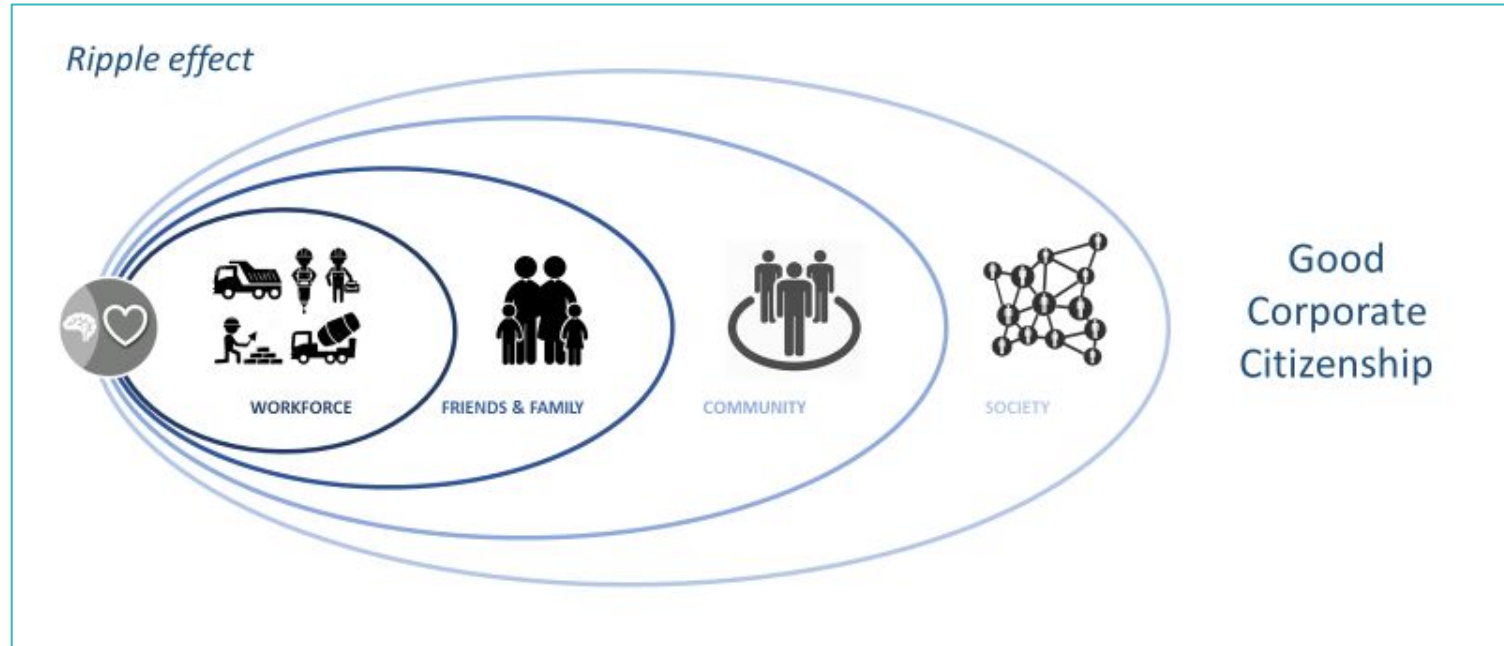 Ripple effect
WORKFORCE
FRIENDS & FAMILY
COMMUNITY
SOCIETY
Good
Corporate
Citizenship